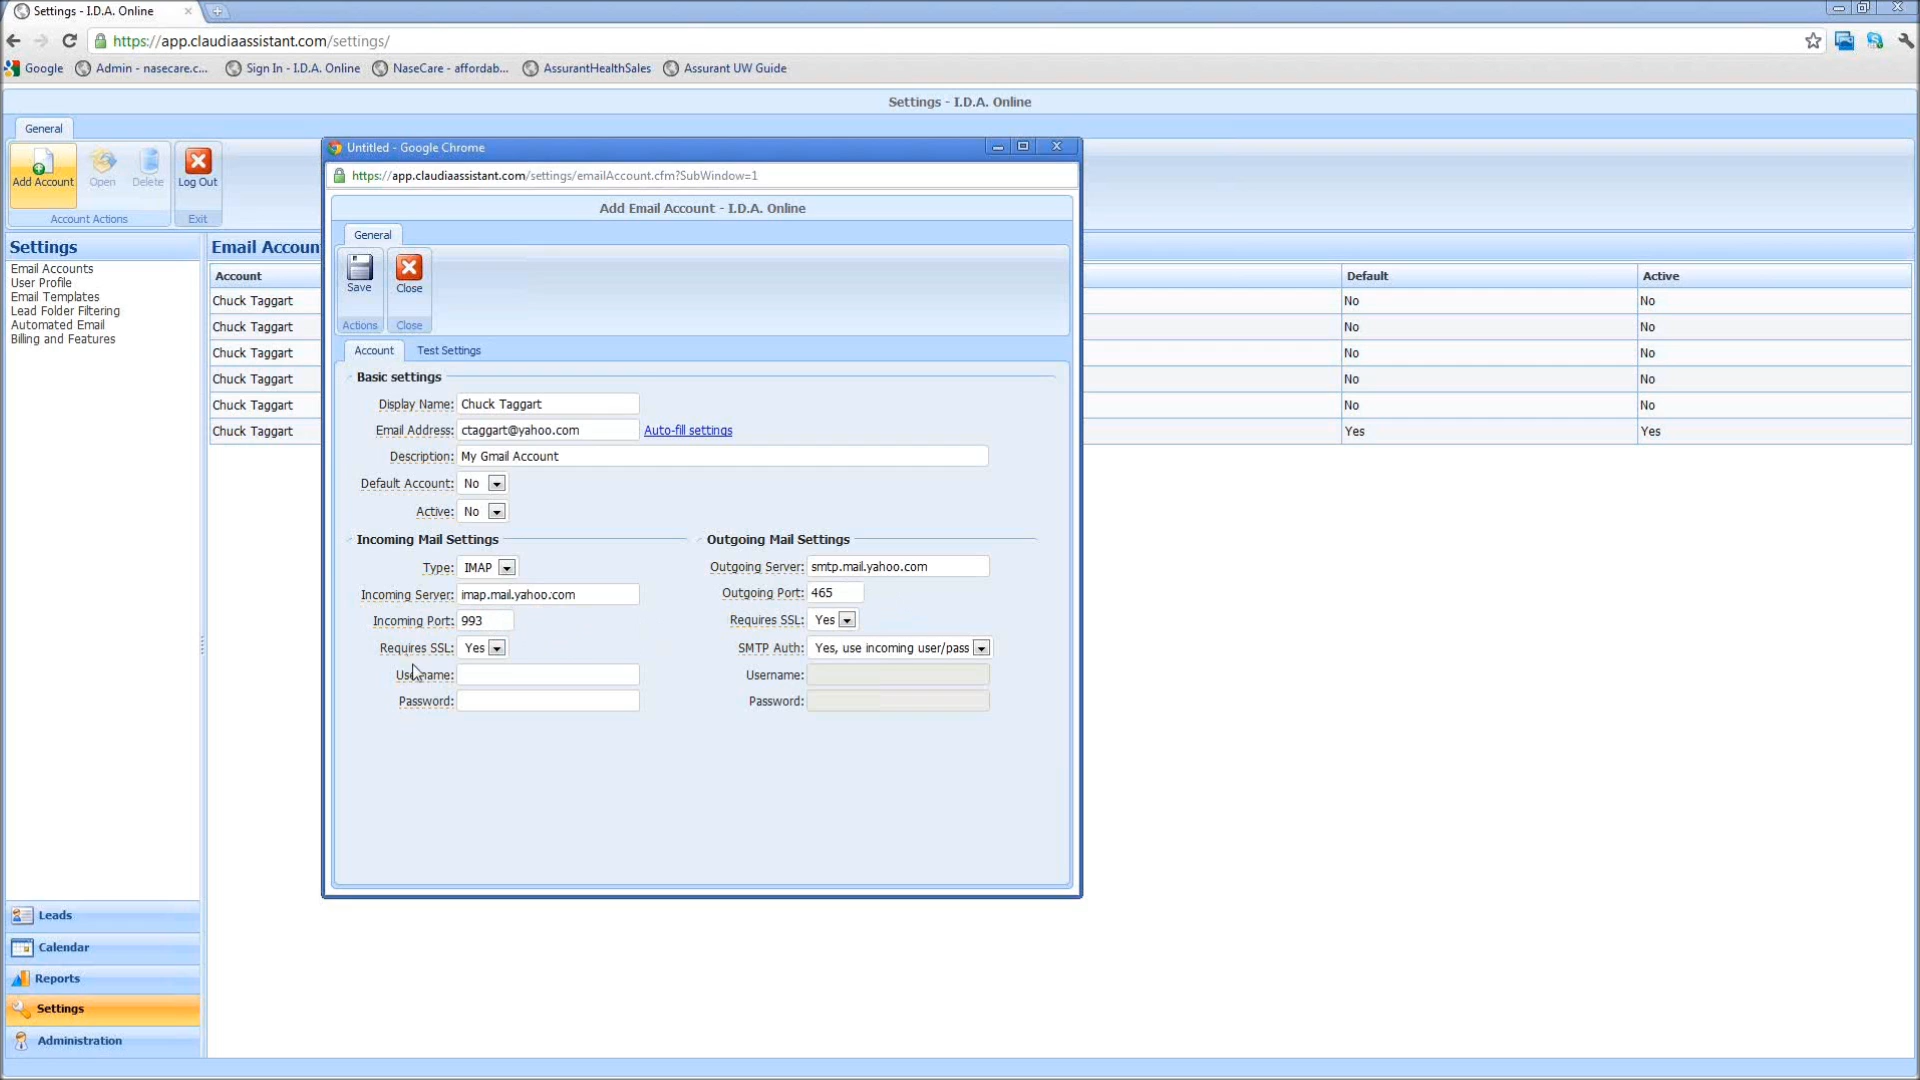 Settings - I.D.A. Online
https://app.claudiaassistant.com/settings/
Google Admin - nasecare.c... Sign In - I.D.A. Online NaseCare - affordab... AssurantHealthSales Assurant UW Guide
Settings - I.D.A. Online
General
Add Account Open Delete Log Out
Account Actions Exit
Untitled - Google Chrome
https://app.claudiaassistant.com/settings/emailAccount.cfm?SubWindow=1
Add Email Account - I.D.A. Online
General
Save Close
Actions Close
Account Test Settings
Basic settings
Display Name: Chuck Taggart
Email Address: ctaggart@yahoo.com Auto-fill settings
Description: My Gmail Account
Default Account: No
Active: No
Incoming Mail Settings
Type: IMAP
Incoming Server: imap.mail.yahoo.com
Incoming Port: 993
Requires SSL: Yes
Username:
Password:
Outgoing Mail Settings
Outgoing Server: smtp.mail.yahoo.com
Outgoing Port: 465
Requires SSL: Yes
SMTP Auth: Yes, use incoming user/pass
Username:
Password:
Settings
Email Accounts
User Profile
Email Templates
Lead Folder Filtering
Automated Email
Billing and Features
Email Accoun
Account Default Active
Chuck Taggart No No
Chuck Taggart No No
Chuck Taggart No No
Chuck Taggart No No
Chuck Taggart No No
Chuck Taggart Yes Yes
Leads
Calendar
Reports
Settings
Administration